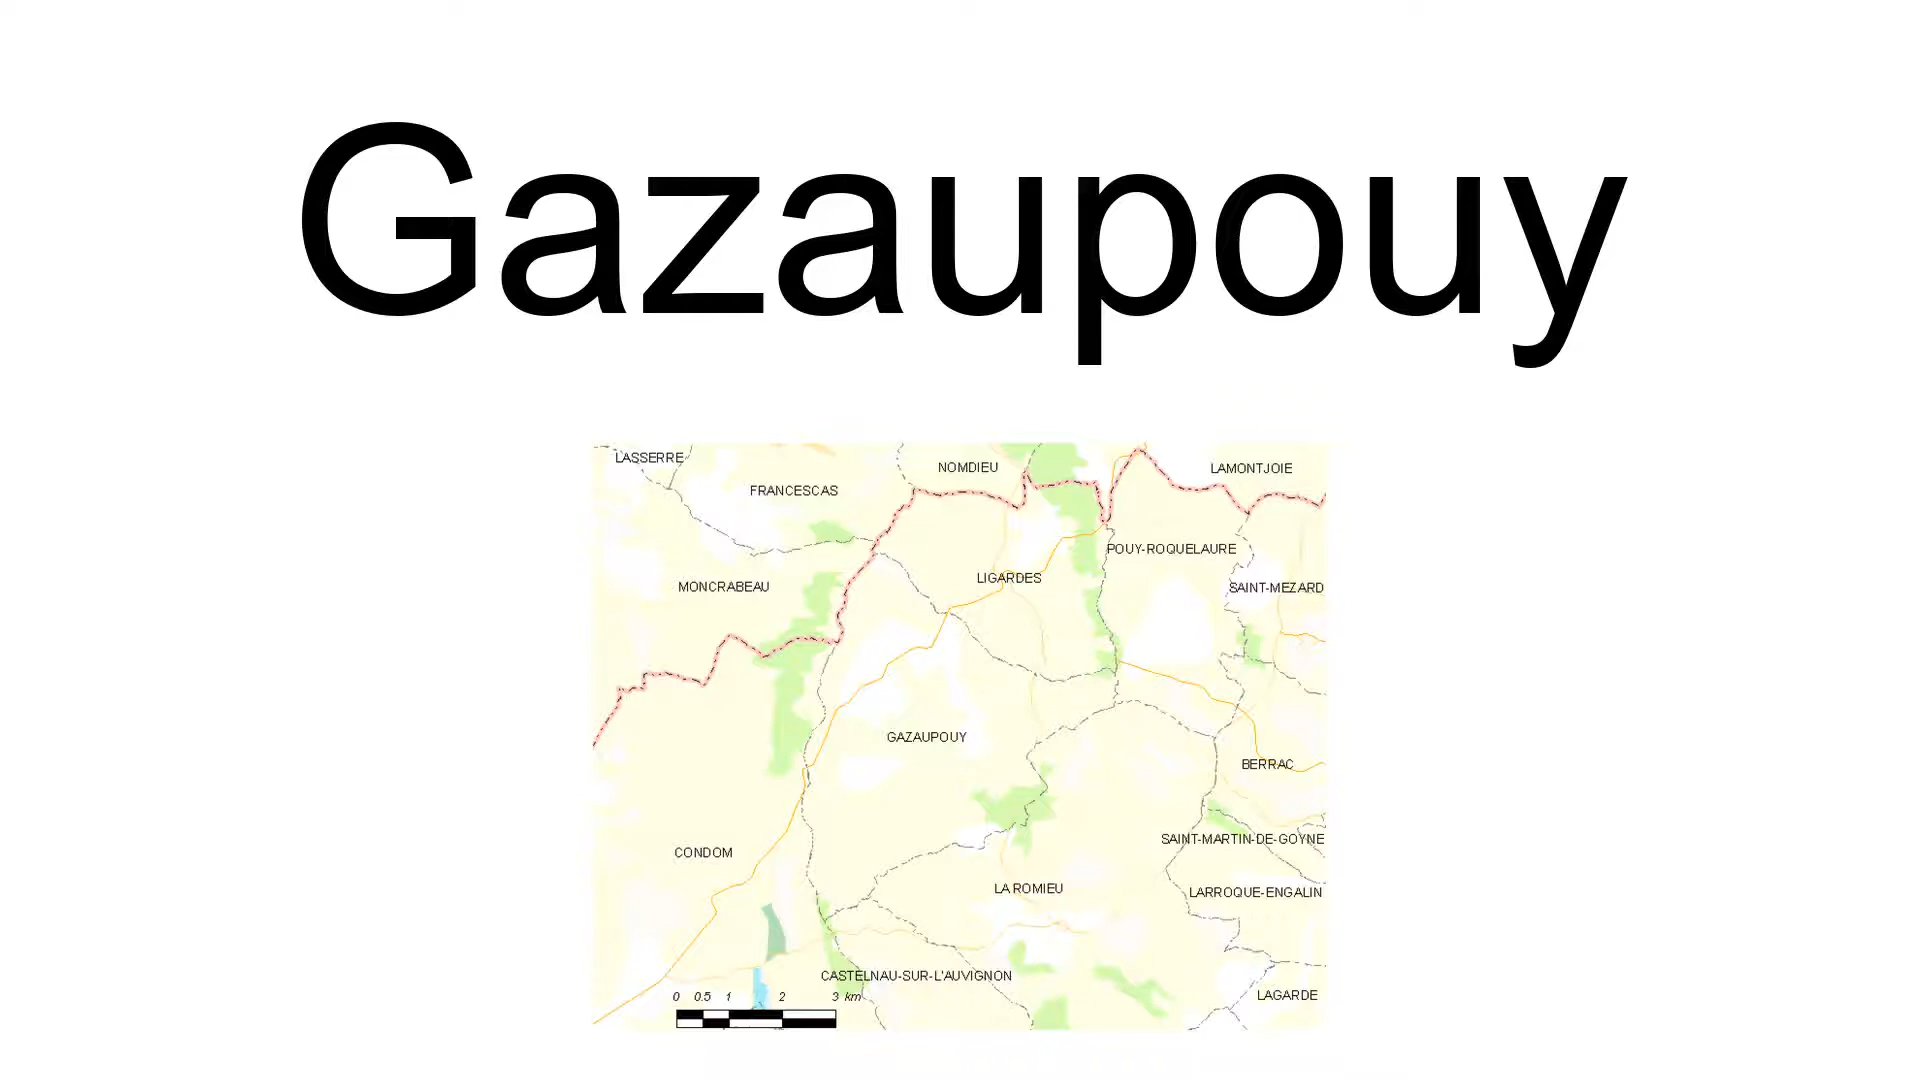 Gazaupouy
LASSERRE
NOMDIEU
LAMONTJOIE
FRANCESCAS
POUY-ROQUELAURE
LIGARDES
MONCRABEAU
SAINT-MEZARD
GAZAUPOUY
BERRAC
SAINT-MARTIN-DE-GOYNE
CONDOM
LA ROMIEU
LARROQUE-ENGALIN
CASTELNAU-SUR-L'AUVIGNON
LAGARDE
0 0.5 1 2 3 km